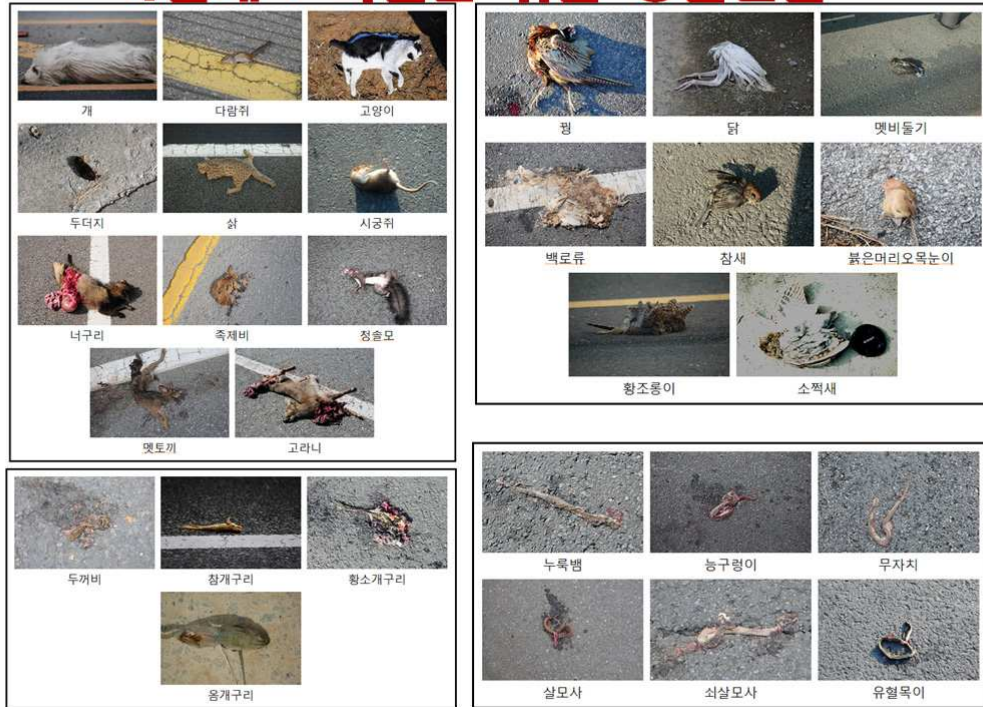 개 다람쥐 고양이
두더지 삵 시궁쥐
너구리 족제비 청솔모
멧토끼 고라니
꿩 닭 멧비둘기
백로류 참새 붉은머리오목눈이
황조롱이 소쩍새
두꺼비 참개구리 황소개구리
옴개구리
누룩뱀 능구렁이 무자치
살모사 쇠살모사 유혈목이